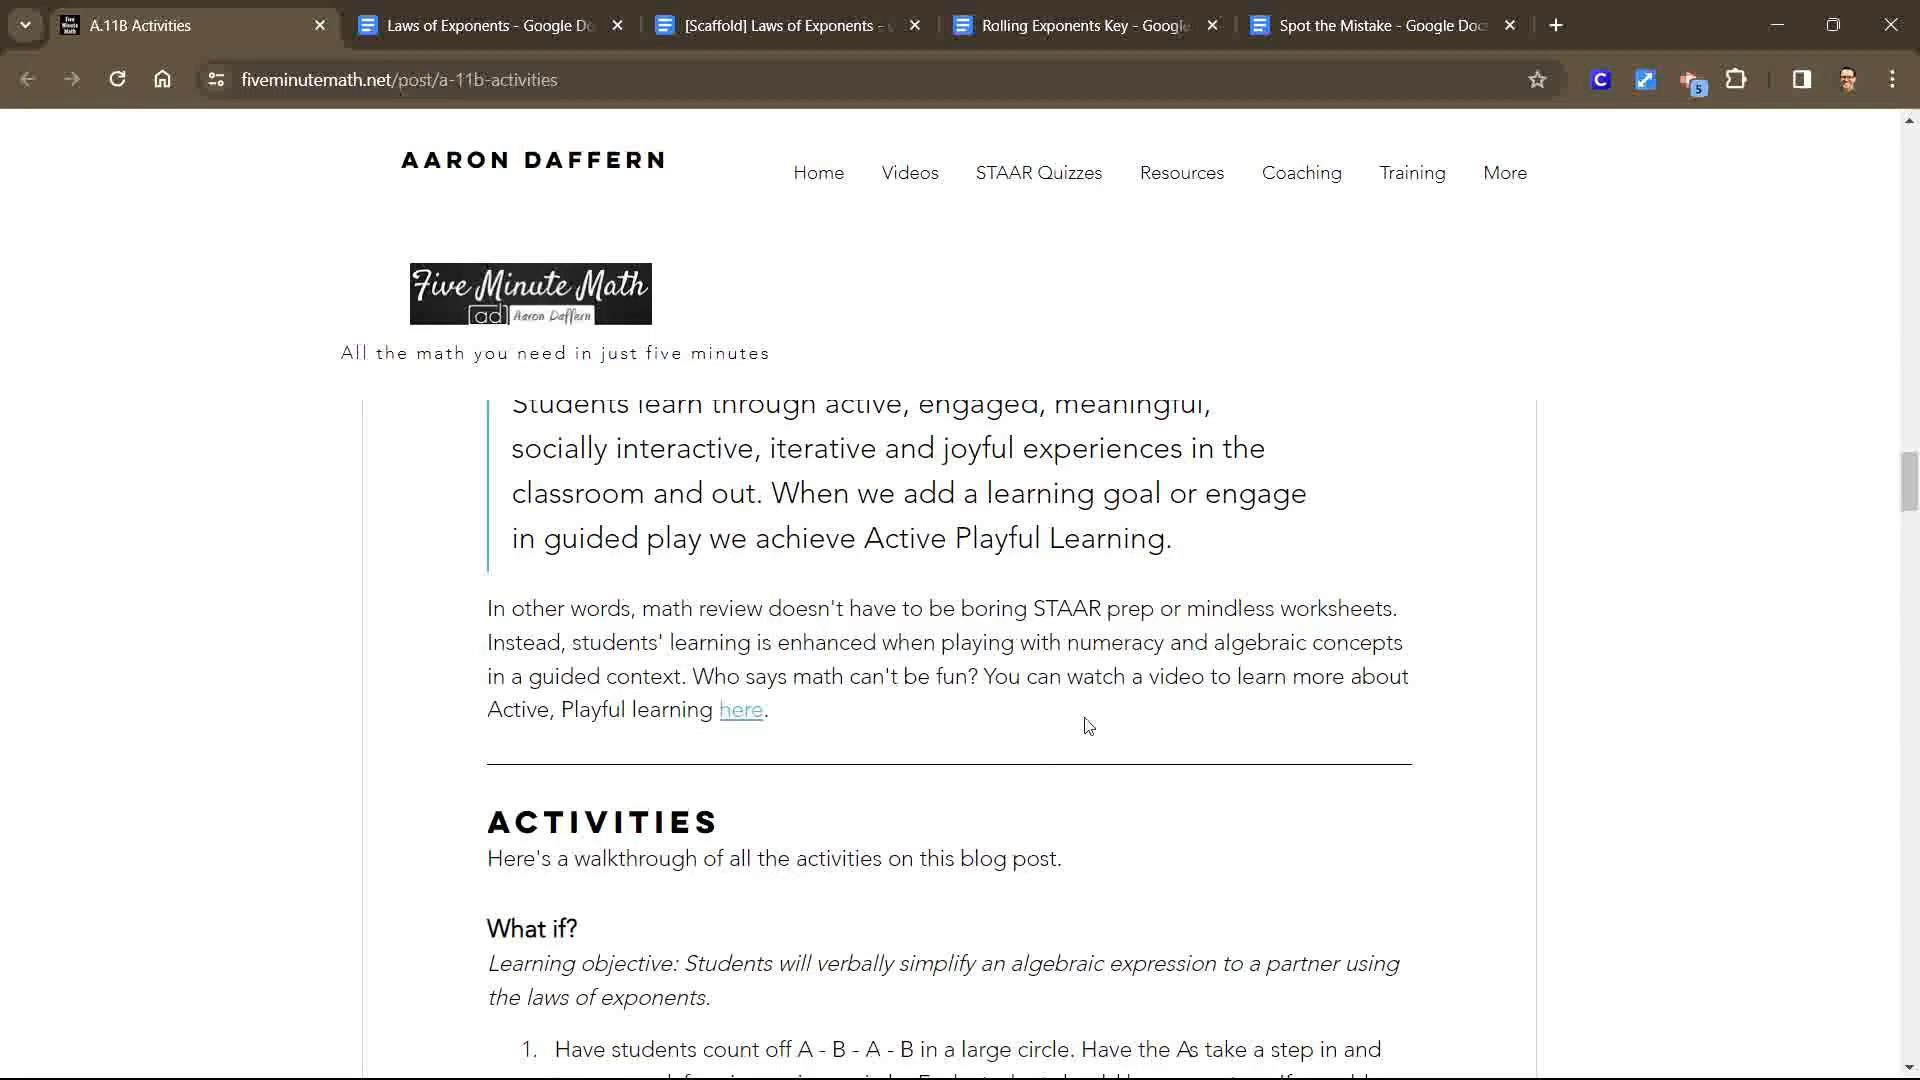 A.11B Activities
Laws of Exponents - Google Do
[Scaffold] Laws of Exponents -
Rolling Exponents Key - Google
Spot the Mistake - Google Doc
fiveminutemath.net/post/a-11b-activities
5
AARON DAFFERN
Home Videos STAAR Quizzes Resources Coaching Training More
Five Minute Math
ad Aaron Daffern
All the math you need in just five minutes
Students learn through active, engaged, meaningful,
socially interactive, iterative and joyful experiences in the
classroom and out. When we add a learning goal or engage
in guided play we achieve Active Playful Learning.
In other words, math review doesn't have to be boring STAAR prep or mindless worksheets.
Instead, students' learning is enhanced when playing with numeracy and algebraic concepts
in a guided context. Who says math can't be fun? You can watch a video to learn more about
Active, Playful learning here.
ACTIVITIES
Here's a walkthrough of all the activities on this blog post.
What if?
Learning objective: Students will verbally simplify an algebraic expression to a partner using
the laws of exponents.
1. Have students count off A - B - A - B in a large circle. Have the As take a step in and